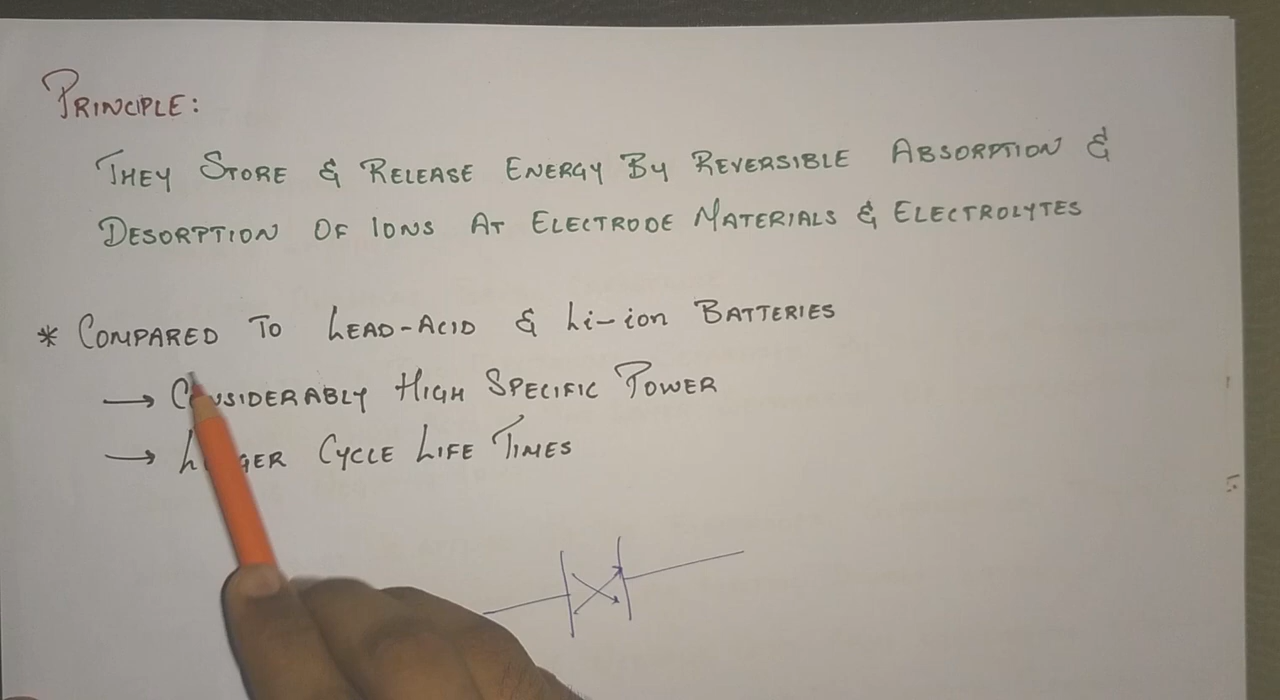 PRINCIPLE:
THEY STORE & RELEASE ENERGY BY REVERSIBLE ABSORPTION &
DESORPTION OF IONS AT ELECTRODE MATERIALS & ELECTROLYTES
* COMPARED TO LEAD-ACID & Li-ion BATTERIES
→ CONSIDERABLY HIGH SPECIFIC POWER
→ CYCLE LIFE TIMES